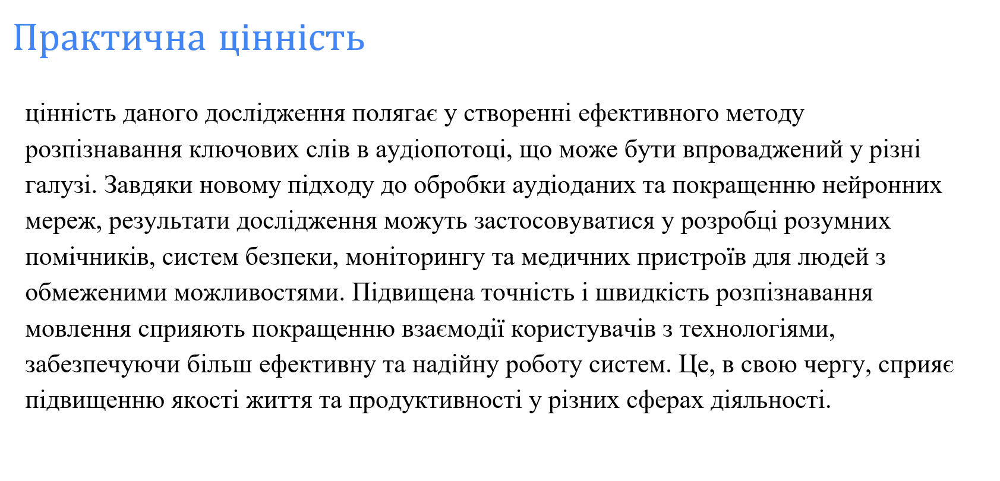 Практична цінність
цінність даного дослідження полягає у створенні ефективного методу
розпізнавання ключових слів в аудіопотоці, що може бути впроваджений у різні
галузі. Завдяки новому підходу до обробки аудіоданих та покращенню нейронних
мереж, результати дослідження можуть застосовуватися у розробці розумних
помічників, систем безпеки, моніторингу та медичних пристроїв для людей з
обмеженими можливостями. Підвищена точність і швидкість розпізнавання
мовлення сприяють покращенню взаємодії користувачів з технологіями,
забезпечуючи більш ефективну та надійну роботу систем. Це, в свою чергу, сприяє
підвищенню якості життя та продуктивності у різних сферах діяльності.